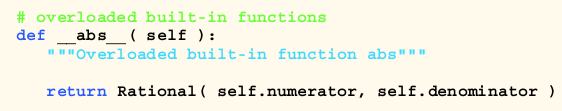 # overloaded built-in functions
def __abs__( self ):
"""Overloaded built-in function abs"""
return Rational( self.numerator, self.denominator )